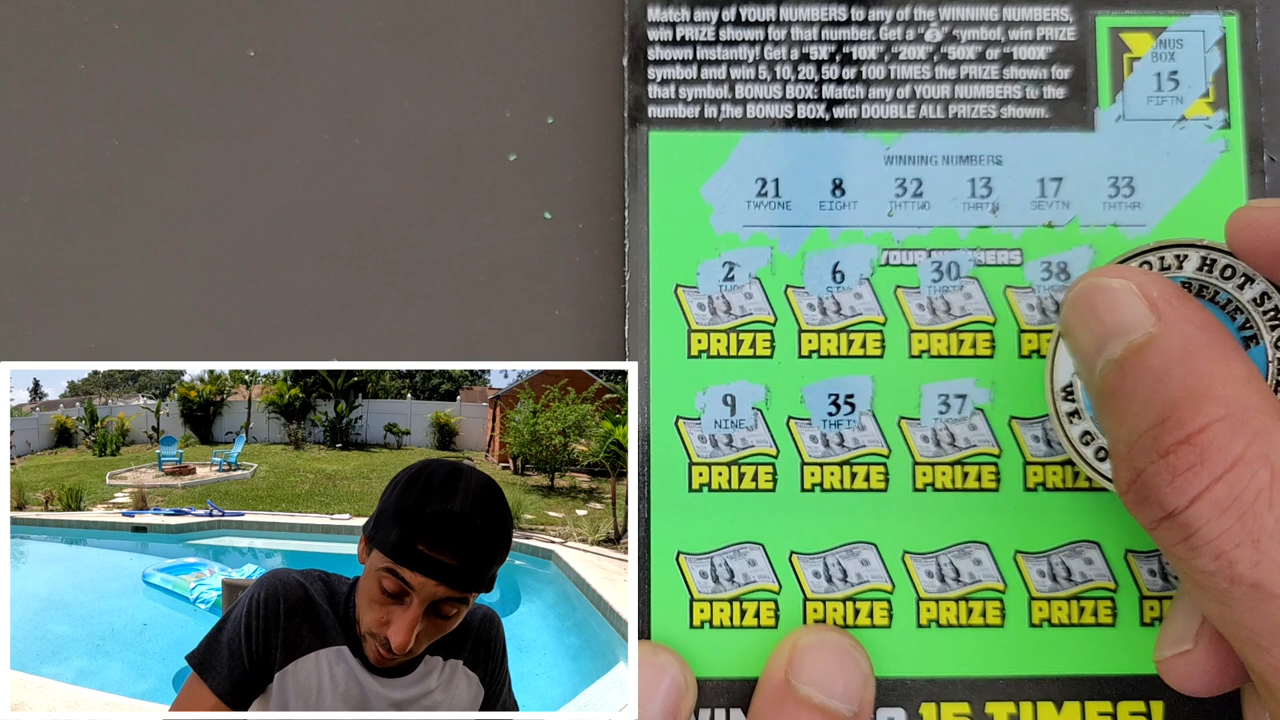 Match any of YOUR NUMBERS to any of the WINNING NUMBERS,
win PRIZE shown for that number. Get a " " symbol, win PRIZE
shown instantly! Get a "5X", "10X", "20X", "50X" or "100X"
symbol and win 5, 10, 20, 50 or 100 TIMES the PRIZE shown for
that symbol. BONUS BOX: Match any of YOUR NUMBERS to the
number in the BONUS BOX, win DOUBLE ALL PRIZES shown.
BONUS
BOX
15
FIFTN
WINNING NUMBERS
21 8 32 13 17 33
TWYONE EIGHT THTTWO THRTN SEVTN THTHR
YOUR NUMBERS
2 6 30 38
PRIZE PRIZE PRIZE
9 35 37
NINE THFIV
PRIZE PRIZE PRIZE PRIZE
PRIZE PRIZE PRIZE PRIZE
15 TIMES!
HOLY HOT
BELIEVE
WE GO